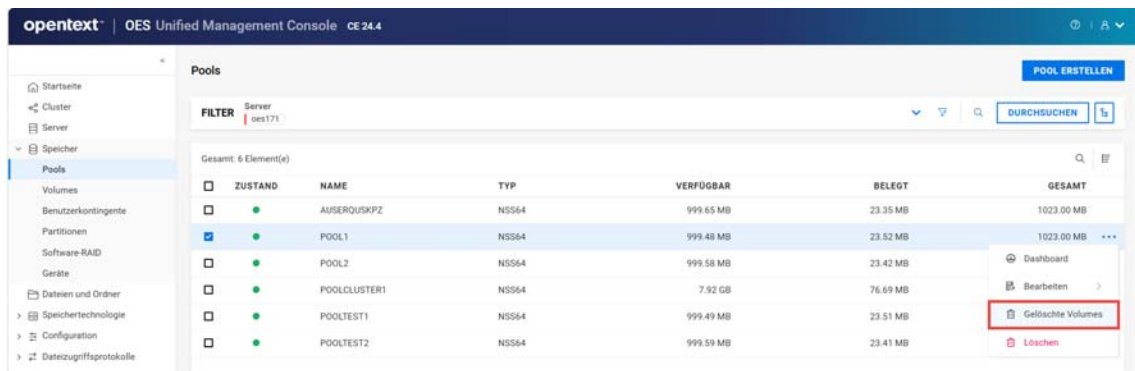 opentext™ | OES Unified Management Console CE 24.4
Startseite
Cluster
Server
Speicher
Pools
Volumes
Benutzerkontingente
Partitionen
Software-RAID
Geräte
Dateien und Ordner
Speichertechnologie
Configuration
Dateizugriffsprotokolle
Pools POOL ERSTELLEN
FILTER Server oes171 DURCHSUCHEN
Gesamt: 6 Element(e)
ZUSTAND NAME TYP VERFÜGBAR BELEGT GESAMT
AUSERQUSKPZ NSS64 999.65 MB 23.35 MB 1023.00 MB
POOL1 NSS64 999.48 MB 23.52 MB 1023.00 MB
POOL2 NSS64 999.58 MB 23.42 MB
POOLCLUSTER1 NSS64 7.92 GB 76.69 MB
POOLTEST1 NSS64 999.49 MB 23.51 MB
POOLTEST2 NSS64 999.59 MB 23.41 MB
Dashboard
Bearbeiten
Gelöschte Volumes
Löschen